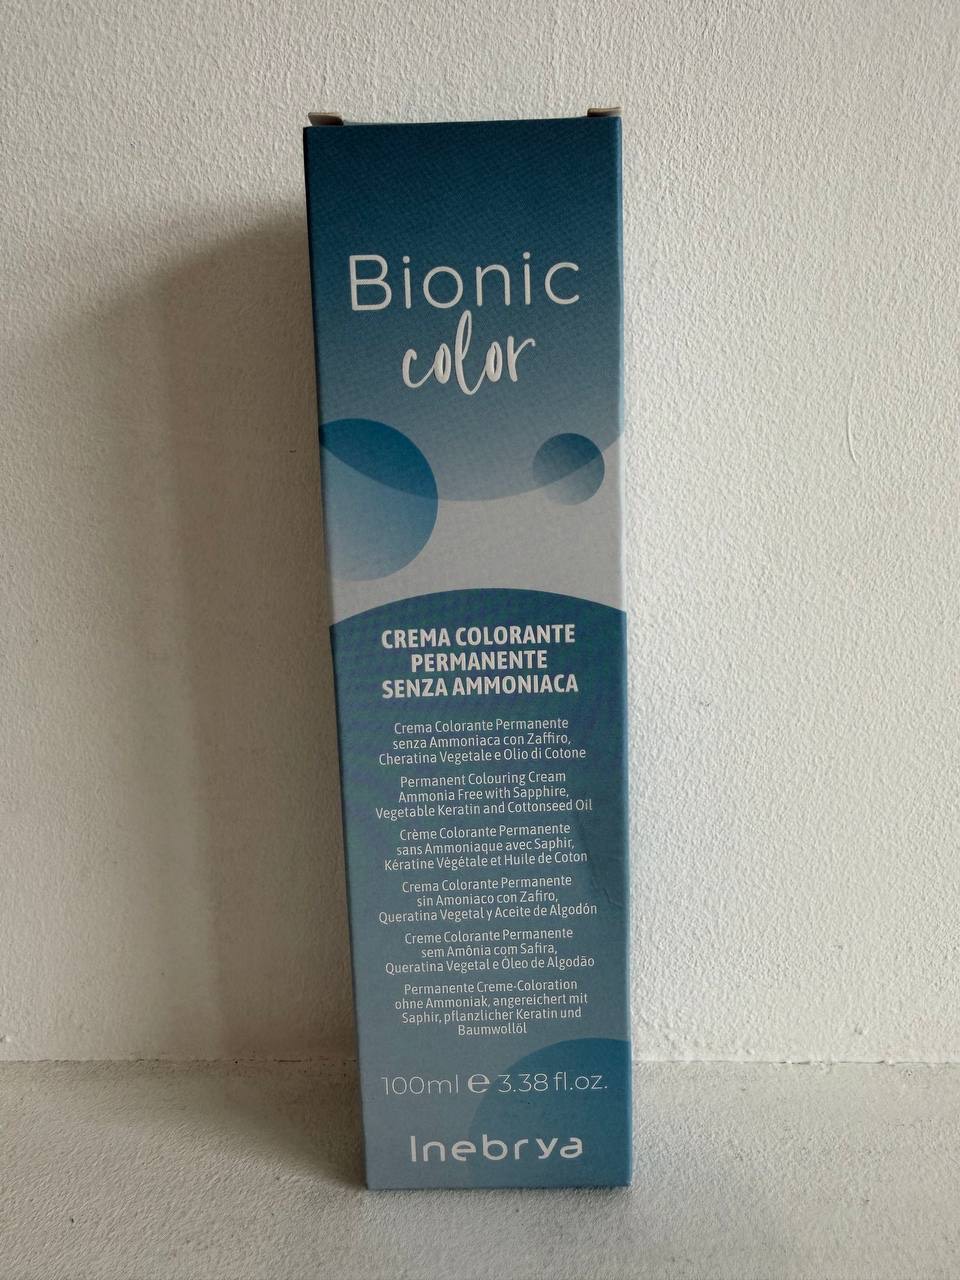 Bionic
color
CREMA COLORANTE
PERMANENTE
SENZA AMMONIACA
Crema Colorante Permanente
senza Ammoniaca con Zaffiro,
Cheratina Vegetale e Olio di Cotone
Permanent Colouring Cream
Ammonia Free with Sapphire,
Vegetable Keratin and Cottonseed Oil
Crème Colorante Permanente
sans Ammoniaque avec Saphir,
Kératine Végétale et Huile de Coton
Crema Colorante Permanente
sin Amoniaco con Zafiro,
Queratina Vegetal y Aceite de Algodón
Creme Colorante Permanente
sem Amônia com Safira,
Queratina Vegetal e Óleo de Algodão
Permanente Creme-Coloration
ohne Ammoniak, angereichert mit
Saphir, pflanzlicher Keratin und
Baumwollöl
100ml ℮ 3.38 fl.oz.
Inebrya